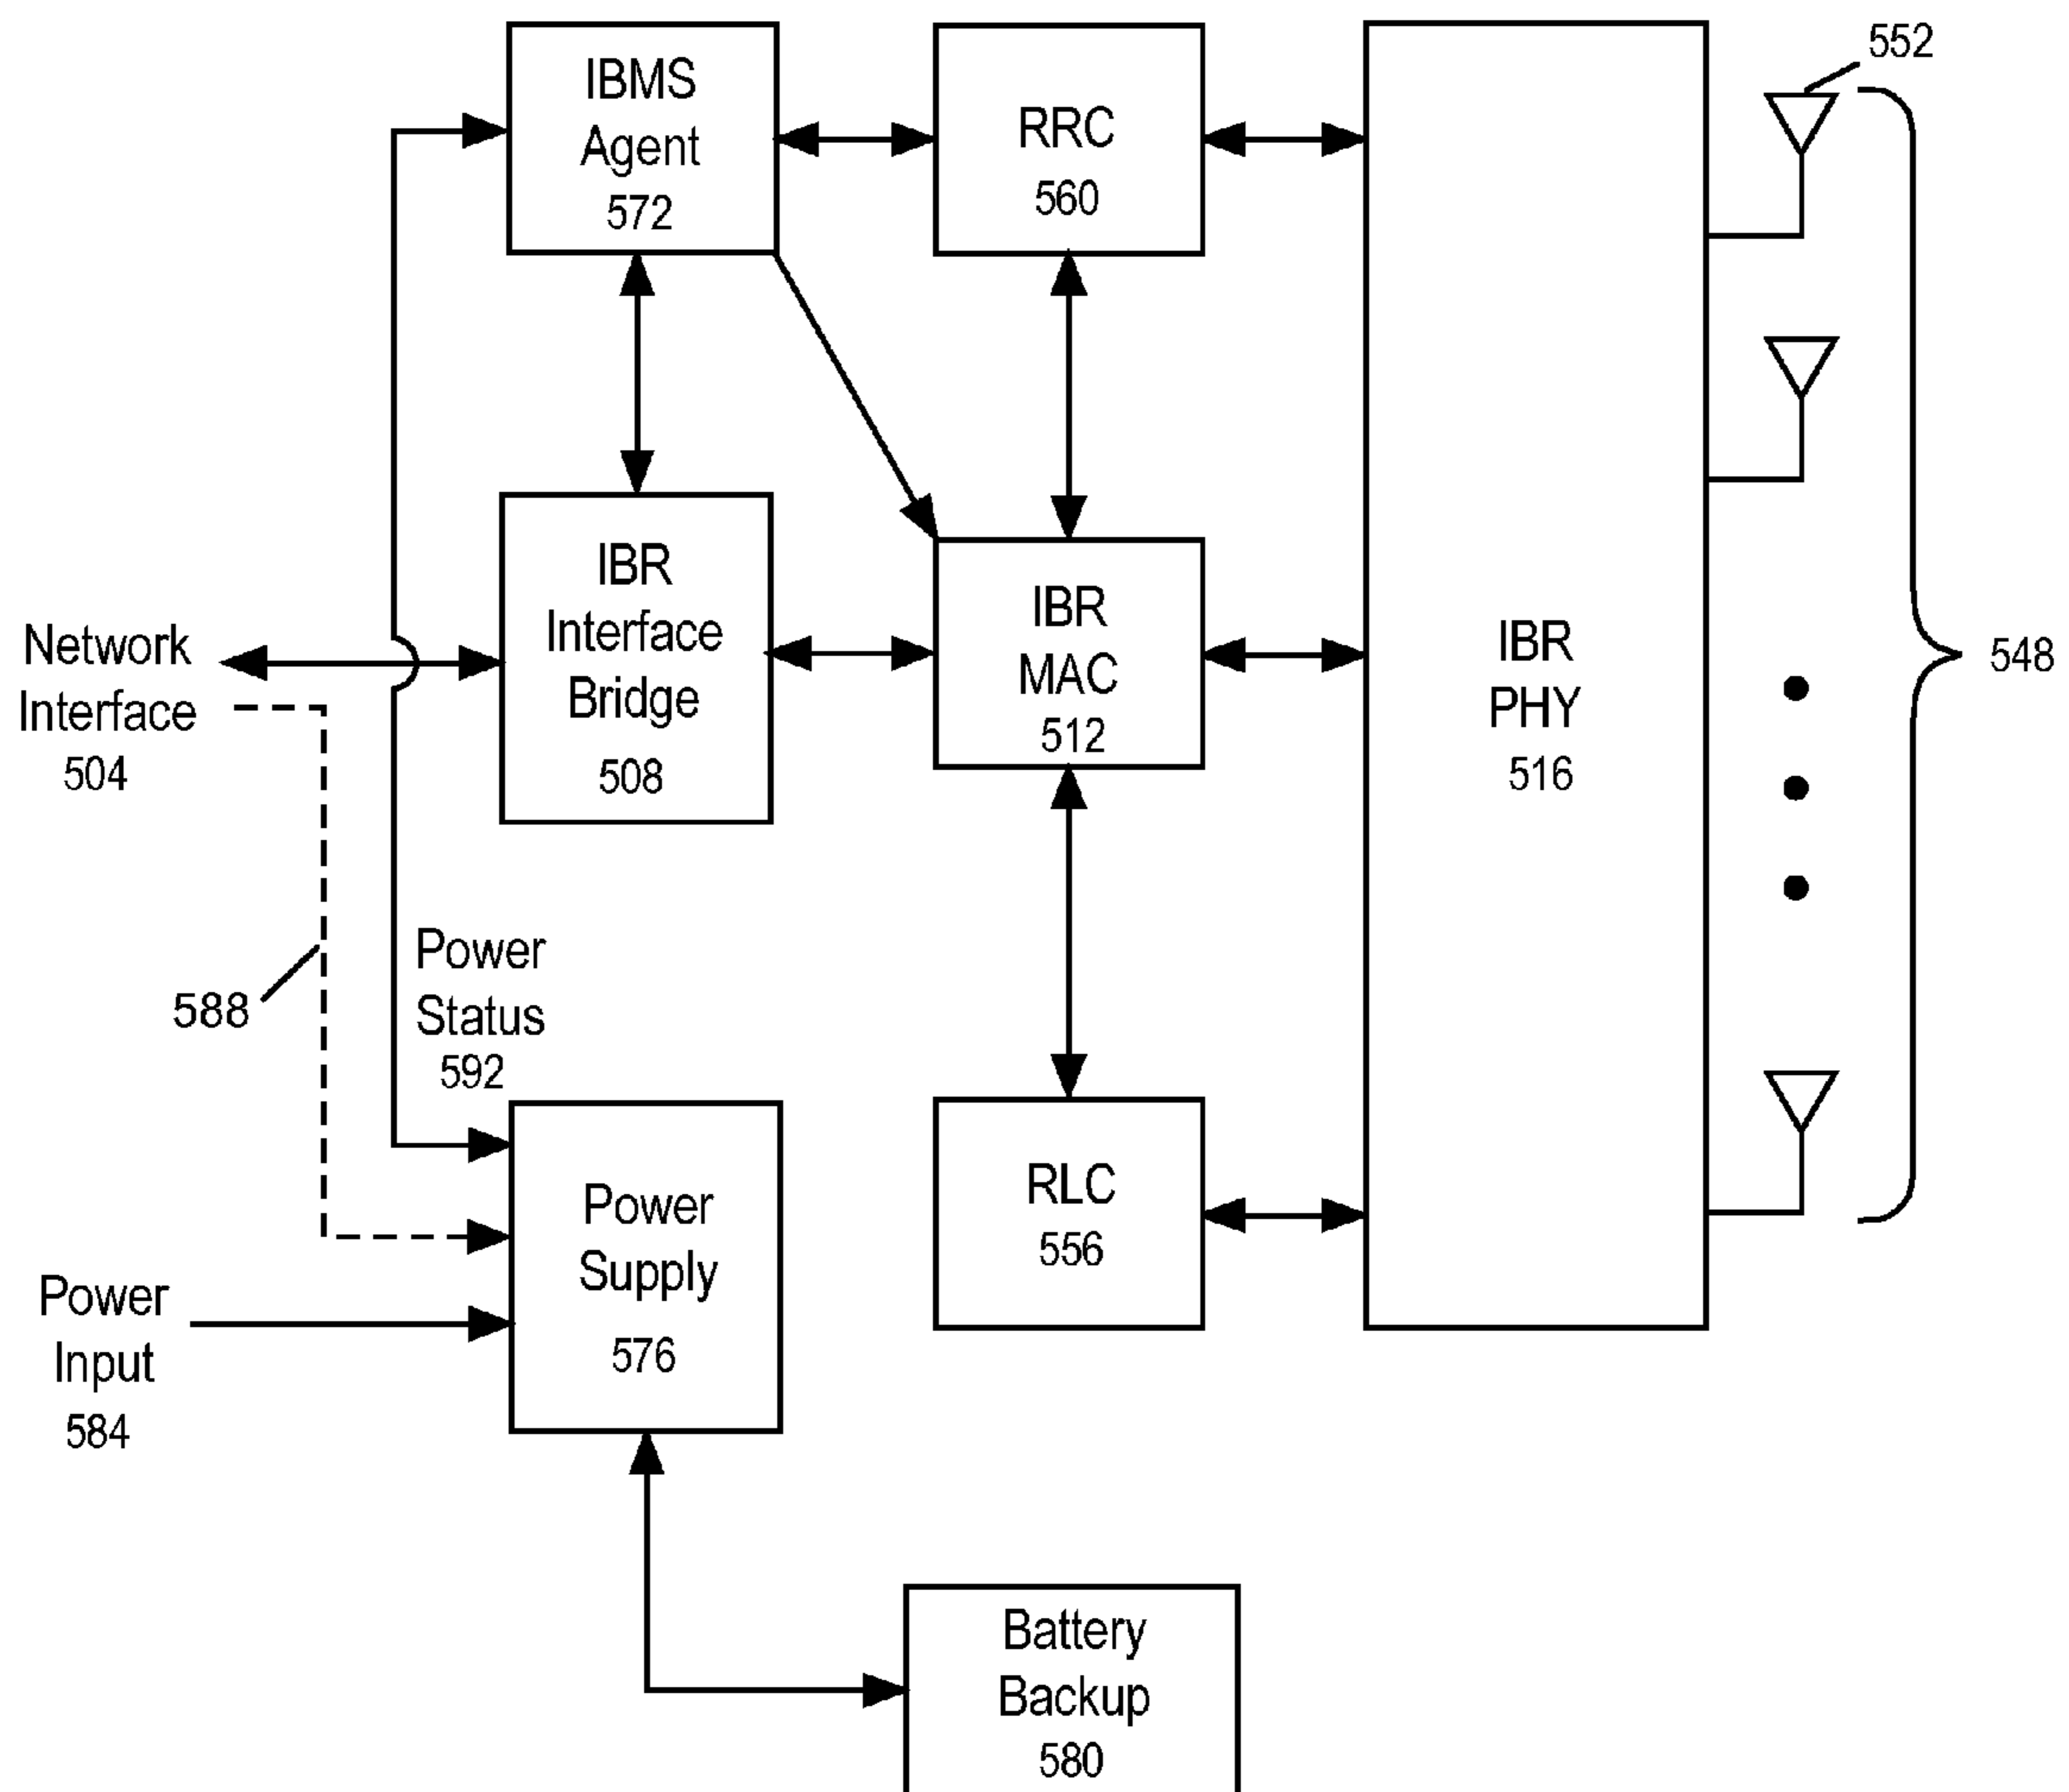 552
IBMS
Agent
572
RRC
560
IBR
Interface
Bridge
508
IBR
MAC
512
IBR
PHY
516
548
Network
Interface
504
588
Power
Status
592
Power
Supply
576
RLC
556
Power
Input
584
Battery
Backup
580